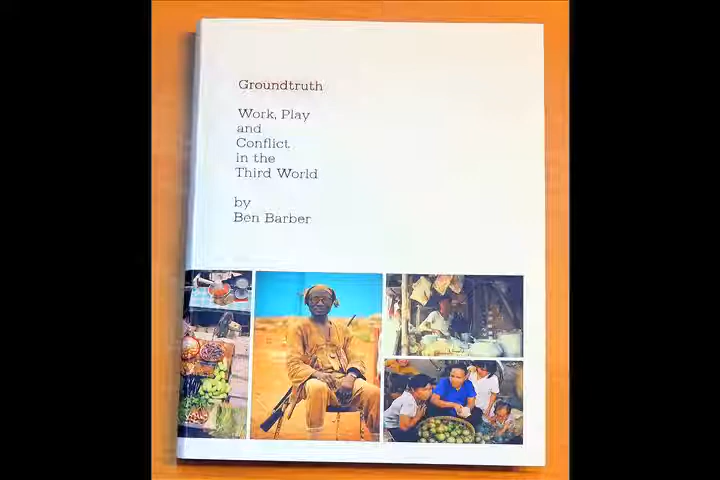 Groundtruth
Work, Play
and
Conflict
in the
Third World
by
Ben Barber